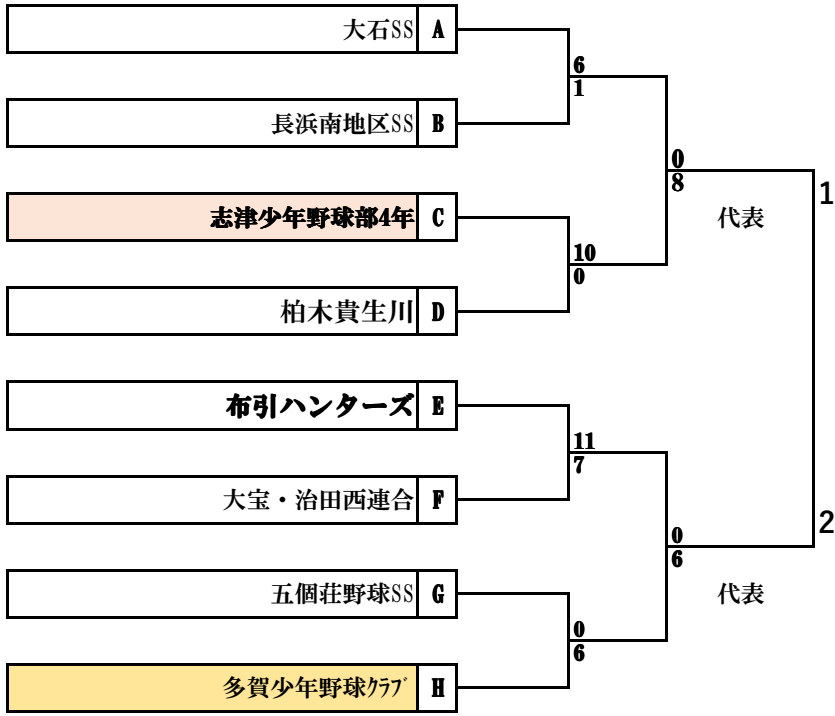 大石SS A
6
1
長浜南地区SS B
0
8
1
志津少年野球部4年 C
代表
10
0
柏木貴生川 D
布引ハンターズ E
11
7
大宝・治田西連合 F
2
0
6
五個荘野球SS G
代表
0
6
多賀少年野球ｸﾗﾌﾞ H